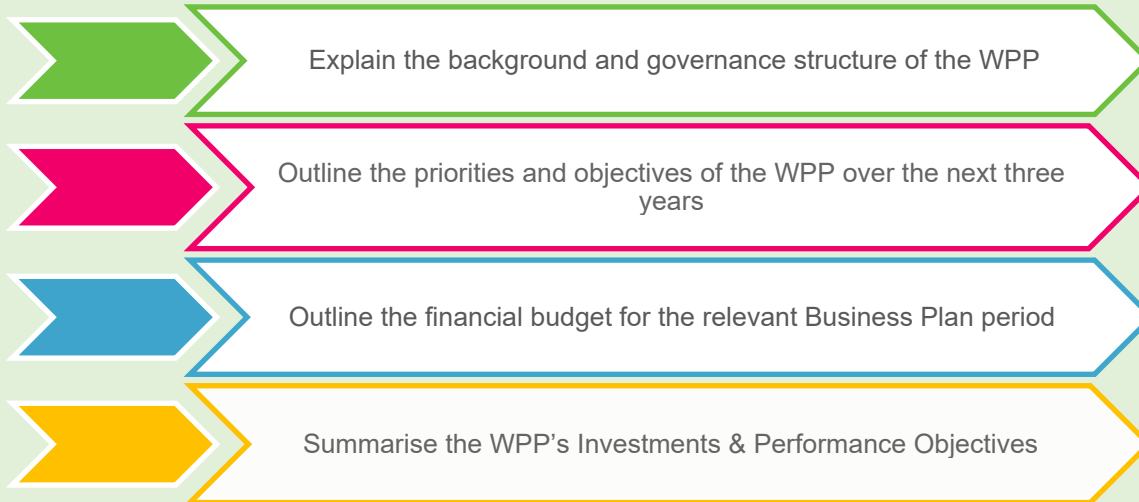 Explain the background and governance structure of the WPP
Outline the priorities and objectives of the WPP over the next three
years
Outline the financial budget for the relevant Business Plan period
Summarise the WPP's Investments & Performance Objectives